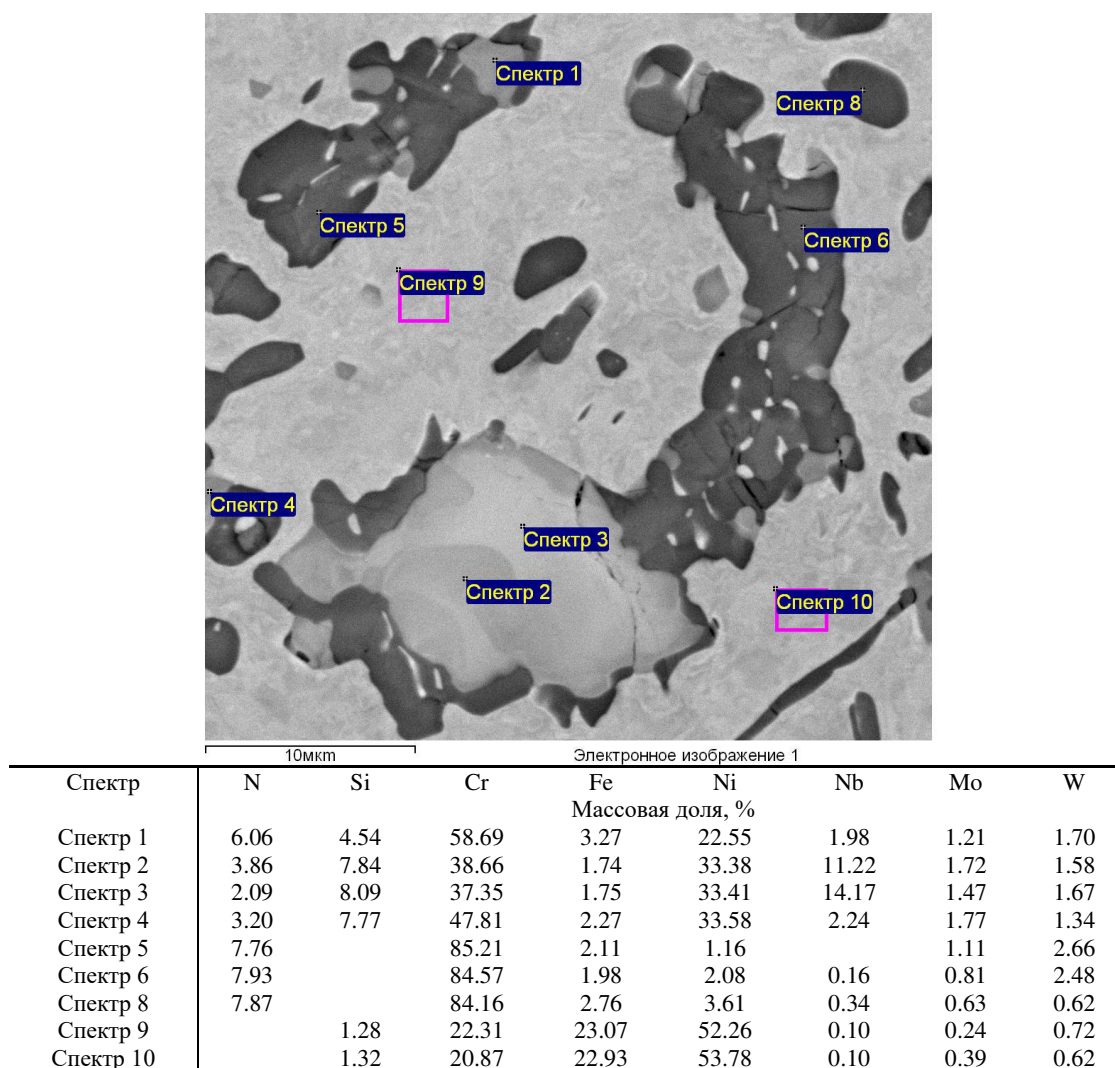 Спектр 1
Спектр 8
Спектр 5
Спектр 6
Спектр 9
Спектр 4
Спектр 3
Спектр 2
Спектр 10
10мкm Электронное изображение 1
Спектр N Si Cr Fe Ni Nb Mo W
Массовая доля, %
Спектр 1 6.06 4.54 58.69 3.27 22.55 1.98 1.21 1.70
Спектр 2 3.86 7.84 38.66 1.74 33.38 11.22 1.72 1.58
Спектр 3 2.09 8.09 37.35 1.75 33.41 14.17 1.47 1.67
Спектр 4 3.20 7.77 47.81 2.27 33.58 2.24 1.77 1.34
Спектр 5 7.76 85.21 2.11 1.16 1.11 2.66
Спектр 6 7.93 84.57 1.98 2.08 0.16 0.81 2.48
Спектр 8 7.87 84.16 2.76 3.61 0.34 0.63 0.62
Спектр 9 1.28 22.31 23.07 52.26 0.10 0.24 0.72
Спектр 10 1.32 20.87 22.93 53.78 0.10 0.39 0.62